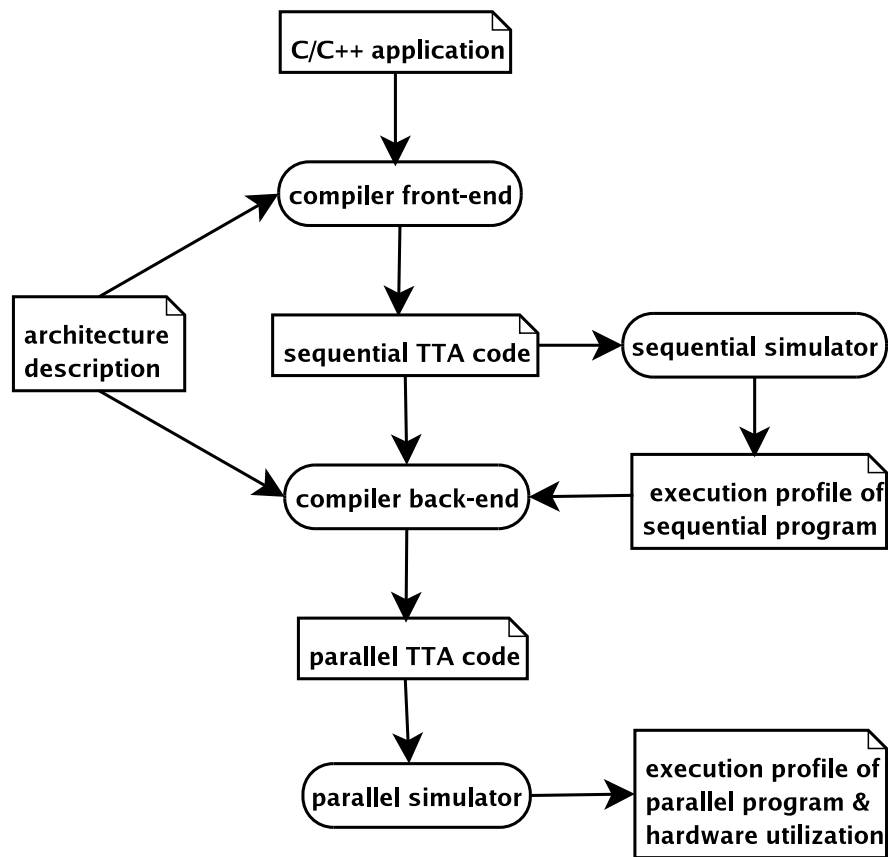 C/C++ application
compiler front-end
architecture
description
sequential TTA code
sequential simulator
compiler back-end
execution profile of
sequential program
parallel TTA code
parallel simulator
execution profile of
parallel program &
hardware utilization